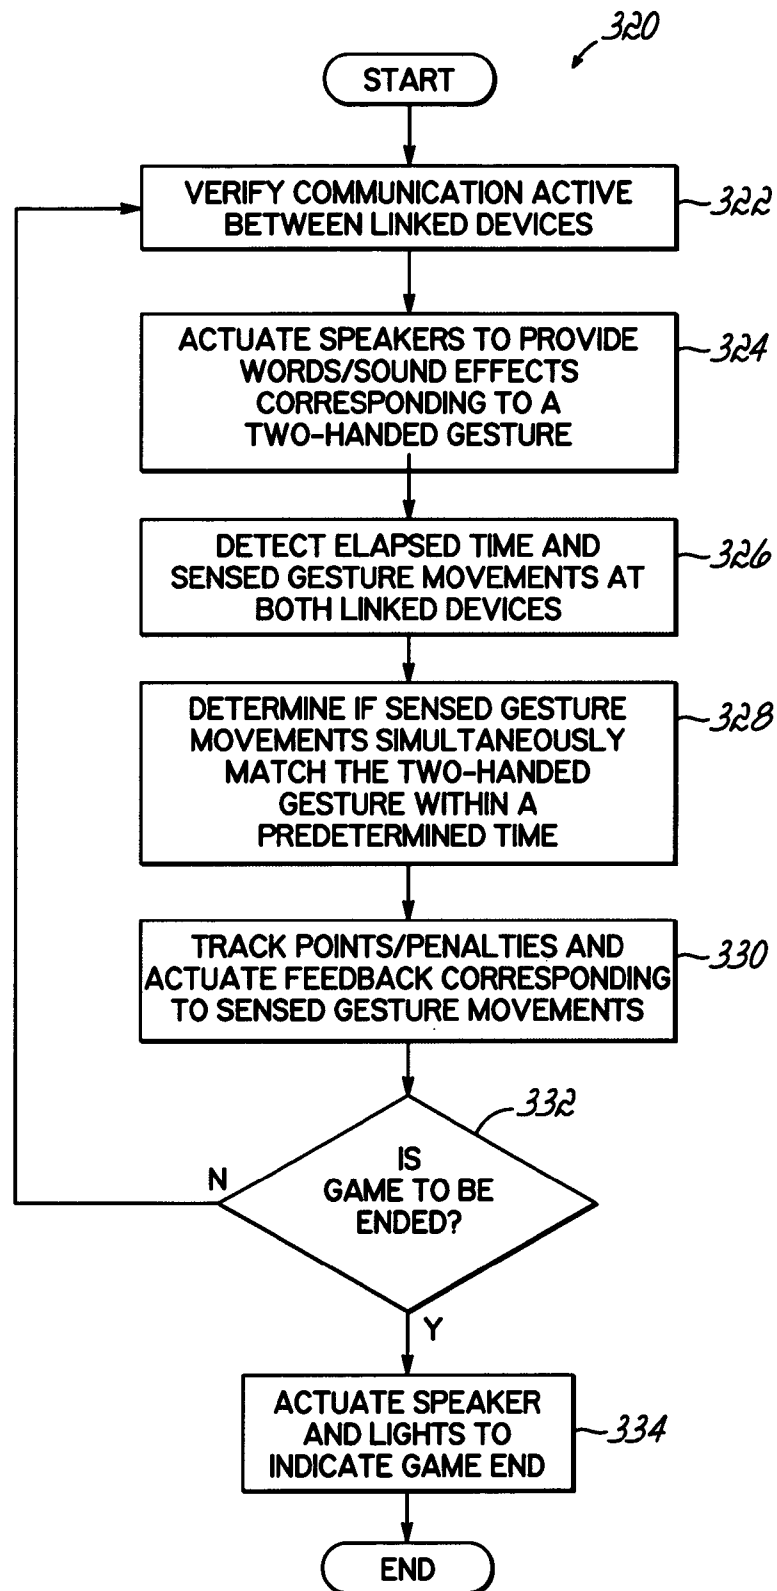 320
START
VERIFY COMMUNICATION ACTIVE
BETWEEN LINKED DEVICES
322
ACTUATE SPEAKERS TO PROVIDE
WORDS/SOUND EFFECTS
CORRESPONDING TO A
TWO-HANDED GESTURE
324
DETECT ELAPSED TIME AND
SENSED GESTURE MOVEMENTS AT
BOTH LINKED DEVICES
326
DETERMINE IF SENSED GESTURE
MOVEMENTS SIMULTANEOUSLY
MATCH THE TWO-HANDED
GESTURE WITHIN A
PREDETERMINED TIME
328
TRACK POINTS/PENALTIES AND
ACTUATE FEEDBACK CORRESPONDING
TO SENSED GESTURE MOVEMENTS
330
332
IS
GAME TO BE
ENDED?
N
Y
ACTUATE SPEAKER
AND LIGHTS TO
INDICATE GAME END
334
END